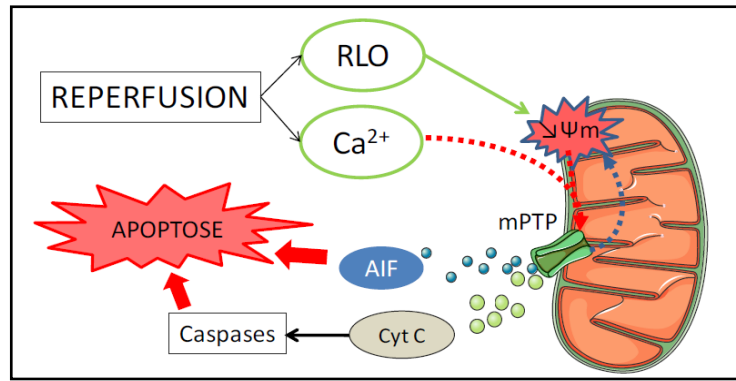 RLO
REPERFUSION
↘ Ψm
Ca²⁺
mPTP
APOPTOSE
AIF
Caspases
Cyt C